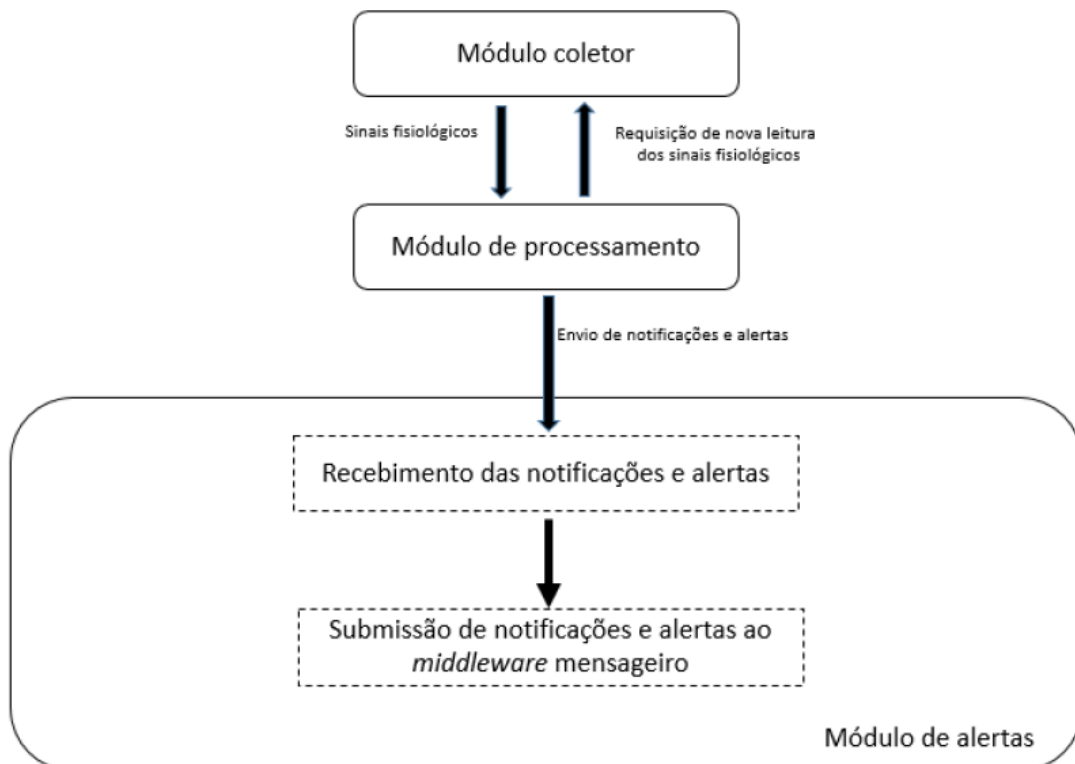 Módulo coletor
Sinais fisiológicos
Requisição de nova leitura
dos sinais fisiológicos
Módulo de processamento
Envio de notificações e alertas
Recebimento das notificações e alertas
Submissão de notificações e alertas ao
middleware mensageiro
Módulo de alertas